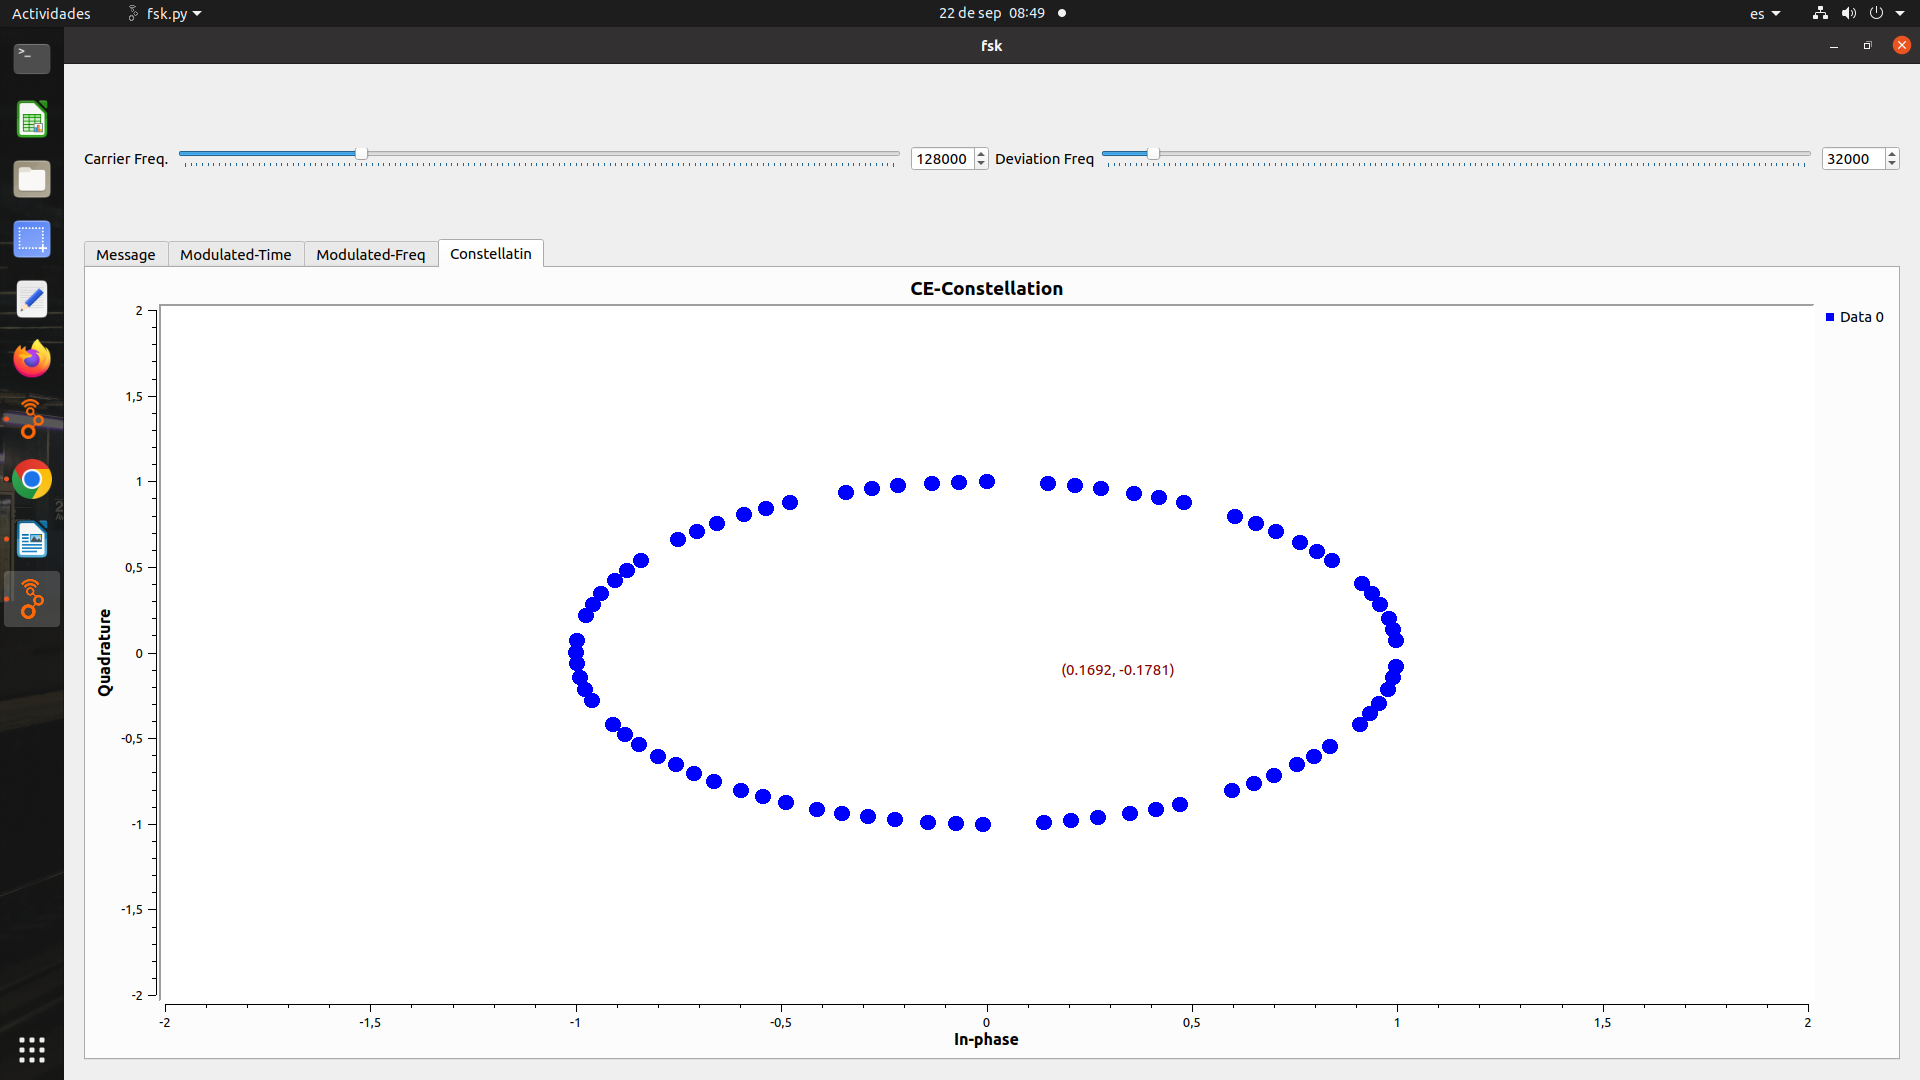 Actividades fsk.py 22 de sep 08:49 es
fsk
Carrier Freq. 128000 Deviation Freq 32000
Message Modulated-Time Modulated-Freq Constellatin
CE-Constellation
Data 0
2
1,5
1
0,5
0
-0,5
-1
-1,5
-2
Quadrature
(0.1692, -0.1781)
-2 -1,5 -1 -0,5 0 0,5 1 1,5 2
In-phase